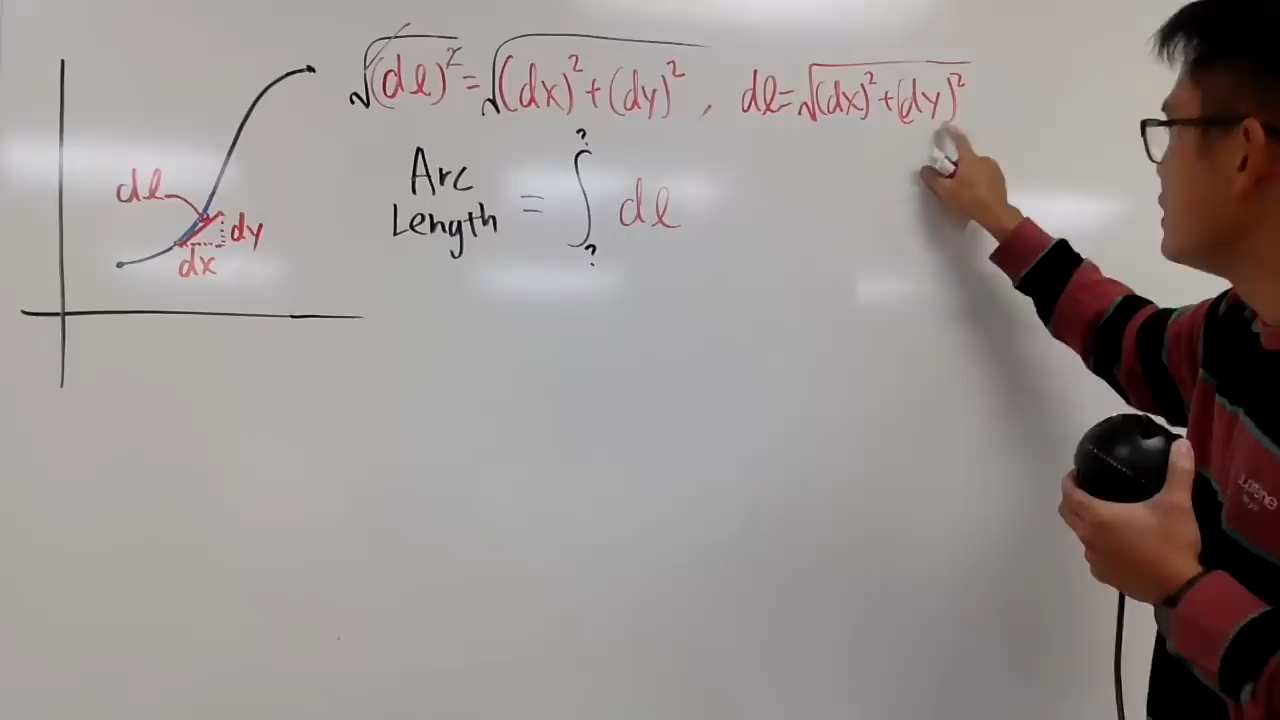 √(dl)² = √(dx)² + (dy)² , dl = √(dx)² + (dy)²
Arc Length = ∫?? dl
dl
dy
dx